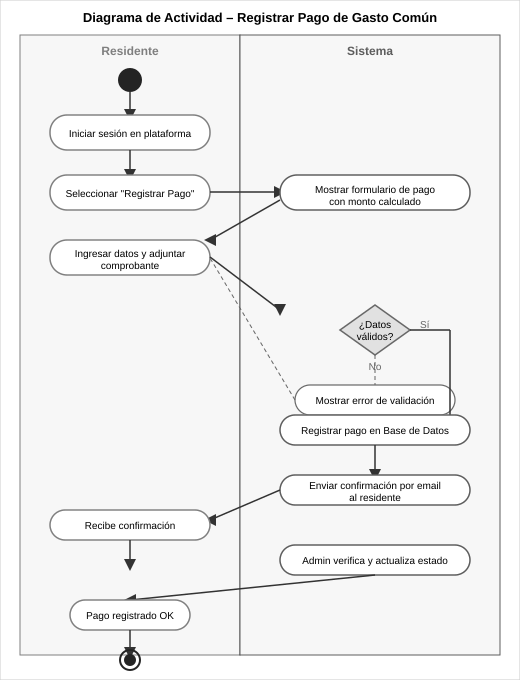 Diagrama de Actividad – Registrar Pago de Gasto Común
Residente
Sistema
Iniciar sesión en plataforma
Seleccionar "Registrar Pago"
Mostrar formulario de pago
con monto calculado
Ingresar datos y adjuntar
comprobante
¿Datos
válidos?
Sí
No
Mostrar error de validación
Registrar pago en Base de Datos
Enviar confirmación por email
al residente
Recibe confirmación
Admin verifica y actualiza estado
Pago registrado OK